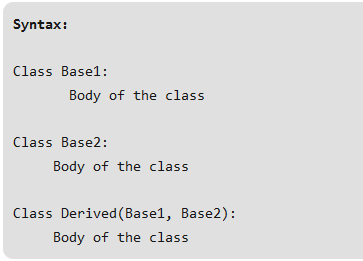 Syntax:
Class Base1:
Body of the class
Class Base2:
Body of the class
Class Derived(Base1, Base2):
Body of the class